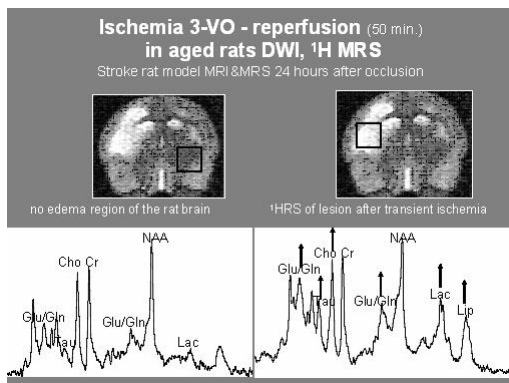 Ischemia 3-VO - reperfusion (50 min.)
in aged rats DWI, ¹H MRS
Stroke rat model MRI&MRS 24 hours after occlusion
no edema region of the rat brain
¹HRS of lesion after transient ischemia
NAA
Cho Cr
Glu/Gln
Tau
Glu/Gln
Lac
NAA
Cho Cr
Glu/Gln
Tau
Glu/Gln
Lac
Lip